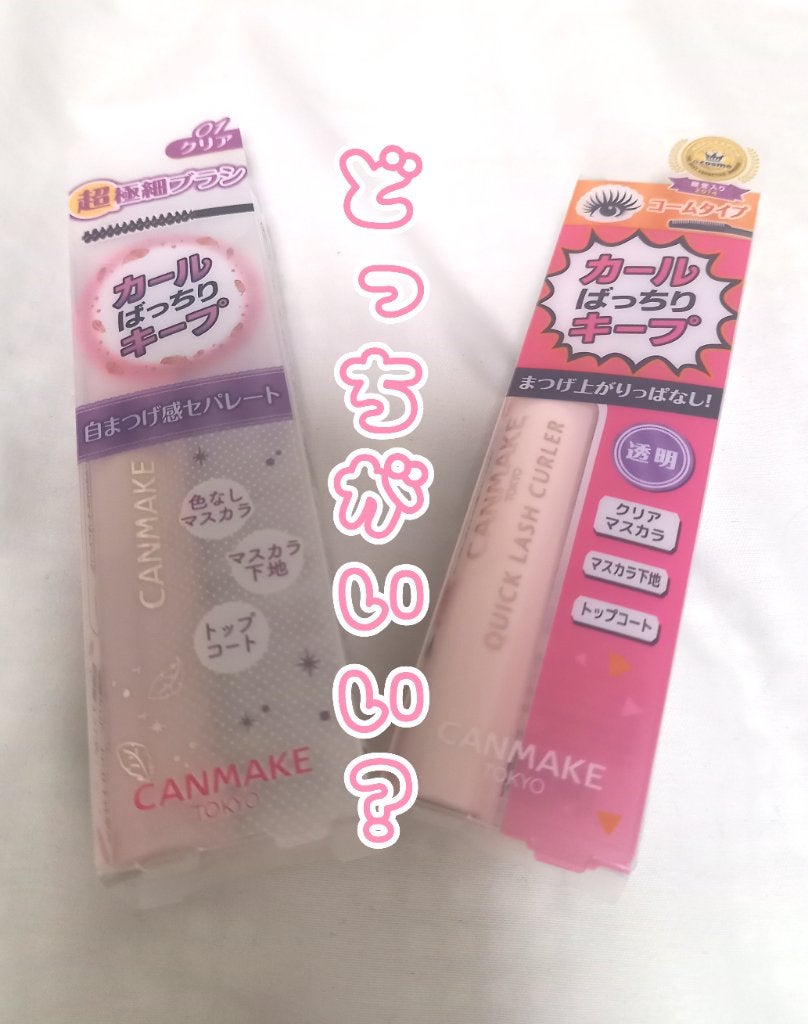 どっちがいい?
01
クリア
超極細ブラシ
カール
ばっちり
キープ
自まつげ感セパレート
CANMAKE
色なし
マスカラ
マスカラ
下地
トップ
コート
CANMAKE
TOKYO
@cosme
コームタイプ
カール
ばっちり
キープ
まつげ上がりっぱなし!
CANMAKE
TOKYO
QUICK LASH CURLER
透明
クリア
マスカラ
マスカラ下地
トップコート
CANMAKE
TOKYO